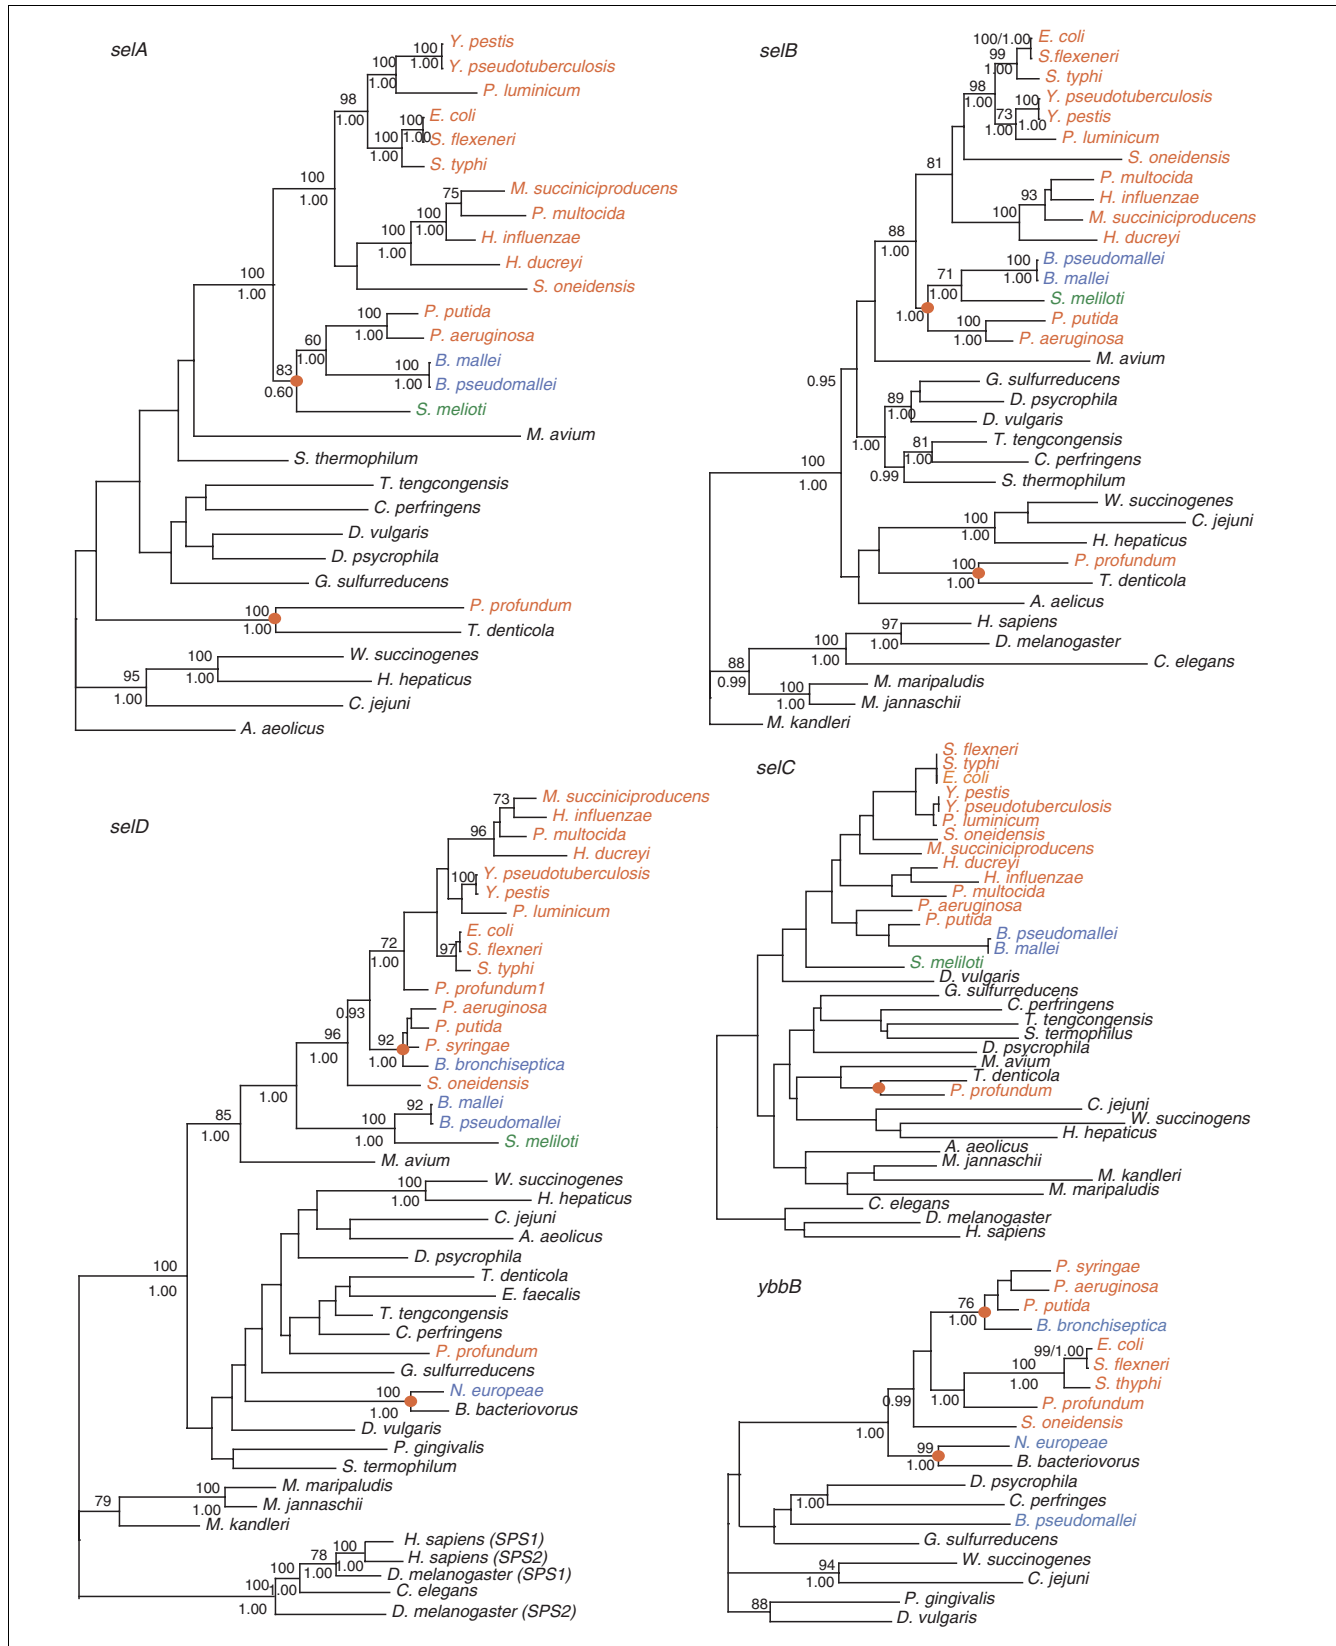 selA
100
1.00
Y. pestis
Y. pseudotuberculosis
100
1.00
P. luminicum
98
1.00
E. coli
100
1.00
S. flexeneri
100
1.00
S. typhi
100
1.00
75
M. succiniciproducens
P. multocida
100
1.00
H. influenzae
100
1.00
H. ducreyi
S. oneidensis
100
1.00
P. putida
100
1.00
P. aeruginosa
60
1.00
B. mallei
100
1.00
B. pseudomallei
83
0.60
S. melioti
M. avium
S. thermophilum
T. tengcongensis
C. perfringens
D. vulgaris
D. psycrophila
G. sulfurreducens
P. profundum
100
1.00
T. denticola
W. succinogenes
100
1.00
H. hepaticus
95
1.00
C. jejuni
A. aeolicus
selB
100/1.00
E. coli
S.flexeneri
99
1.00
S. typhi
98
1.00
Y. pseudotuberculosis
100
1.00
Y. pestis
73
1.00
P. luminicum
S. oneidensis
81
P. multocida
93
H. influenzae
M. succiniciproducens
100
H. ducreyi
88
1.00
B. pseudomallei
100
1.00
B. mallei
71
1.00
S. meliloti
1.00
P. putida
100
1.00
P. aeruginosa
M. avium
0.95
G. sulfurreducens
89
1.00
D. psycrophila
D. vulgaris
1.00
T. tengcongensis
81
1.00
C. perfringens
0.99
S. thermophilum
100
1.00
W. succinogenes
C. jejuni
100
1.00
H. hepaticus
P. profundum
100
1.00
T. denticola
A. aelicus
H. sapiens
97
1.00
D. melanogaster
100
1.00
C. elegans
88
0.99
M. maripaludis
100
1.00
M. jannaschii
M. kandleri
selC
S. flexneri
S. typhi
E. coli
Y. pestis
Y. pseudotuberculosis
P. luminicum
S. oneidensis
M. succiniciproducens
H. ducreyi
H. influenzae
P. multocida
P. aeruginosa
P. putida
B. pseudomallei
B. mallei
S. meliloti
D. vulgaris
G. sulfurreducens
C. perfringens
T. tengcongensis
S. termophilus
D. psycrophila
M. avium
T. denticola
P. profundum
C. jejuni
W. succinogens
H. hepaticus
A. aeolicus
M. jannaschii
M. kandleri
M. maripaludis
C. elegans
D. melanogaster
H. sapiens
selD
73
M. succiniciproducens
H. influenzae
96
P. multocida
H. ducreyi
Y. pseudotuberculosis
100
Y. pestis
P. luminicum
E. coli
97
S. flexneri
S. typhi
72
1.00
P. profundum1
0.93
P. aeruginosa
P. putida
92
1.00
P. syringae
B. bronchiseptica
96
1.00
S. oneidensis
1.00
B. mallei
92
B. pseudomallei
100
1.00
S. meliloti
85
1.00
M. avium
W. succinogenes
100
1.00
H. hepaticus
C. jejuni
A. aeolicus
D. psycrophila
100
1.00
T. denticola
E. faecalis
T. tengcongensis
C. perfringens
P. profundum
G. sulfurreducens
N. europeae
100
1.00
B. bacteriovorus
D. vulgaris
P. gingivalis
S. termophilum
M. maripaludis
100
1.00
M. jannaschii
79
M. kandleri
H. sapiens (SPS1)
100
1.00
H. sapiens (SPS2)
78
D. melanogaster (SPS1)
100
1.00
C. elegans
100
1.00
D. melanogaster (SPS2)
ybbB
P. syringae
P. aeruginosa
76
1.00
P. putida
B. bronchiseptica
99/1.00
E. coli
100
1.00
S. flexneri
S. thyphi
0.99
1.00
P. profundum
S. oneidensis
1.00
N. europeae
99
1.00
B. bacteriovorus
D. psycrophila
1.00
C. perfringes
B. pseudomallei
G. sulfurreducens
W. succinogenes
94
1.00
C. jejuni
P. gingivalis
88
D. vulgaris